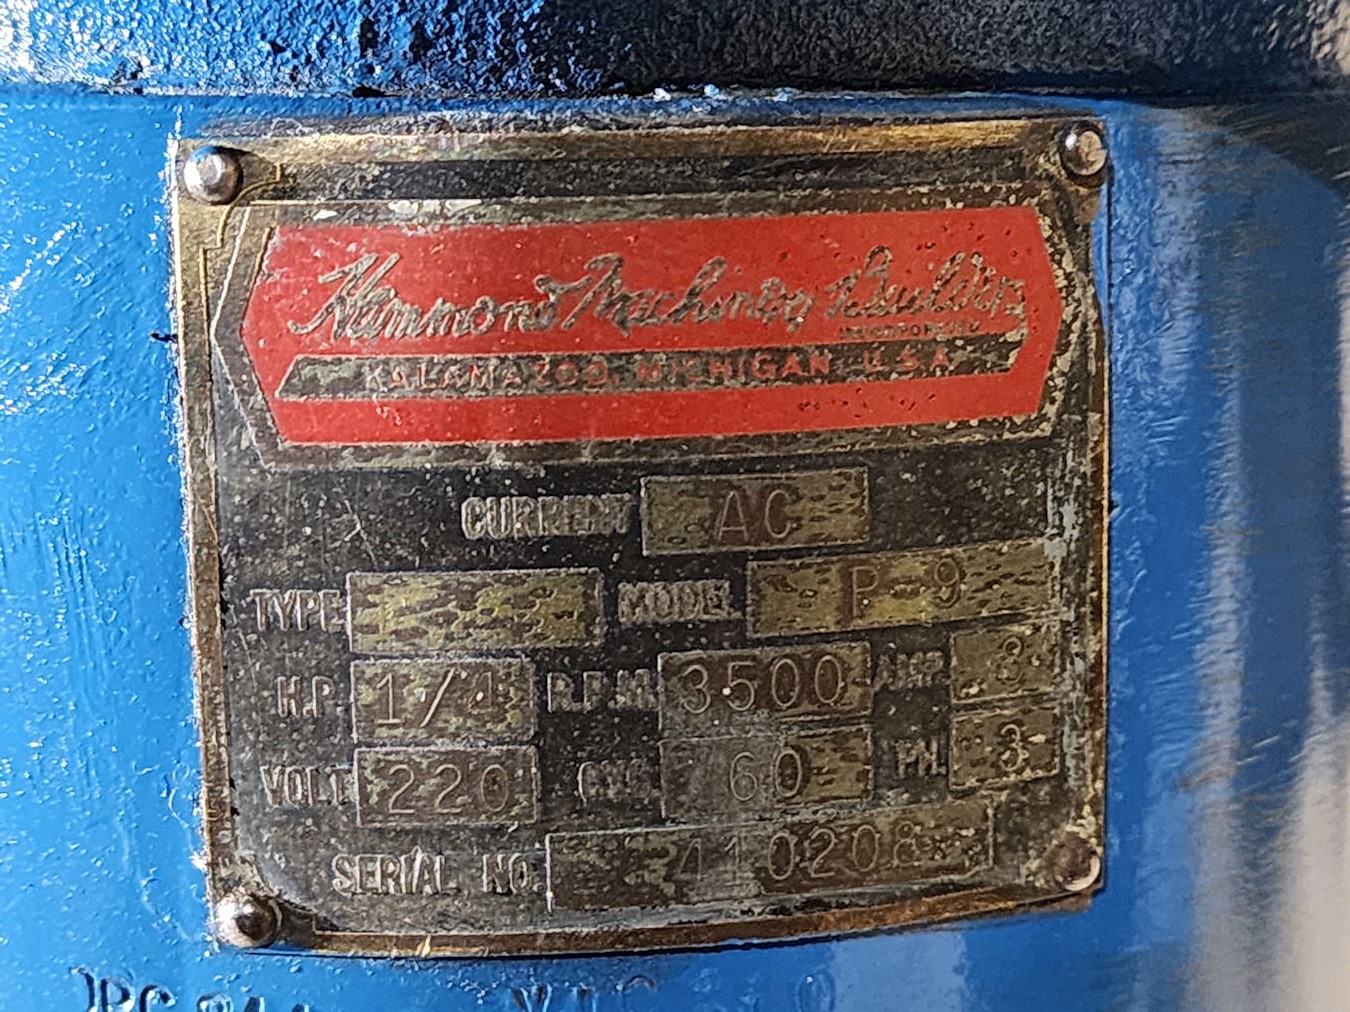 Hammond Machinery Builders
INCORPORATED
KALAMAZOO, MICHIGAN U.S.A.
CURRENT AC
TYPE MODEL P-9
H.P. 1/4 R.P.M. 3500 AMP. .8
VOLT 220 CYC. 60 PH. 3
SERIAL NO. 410208